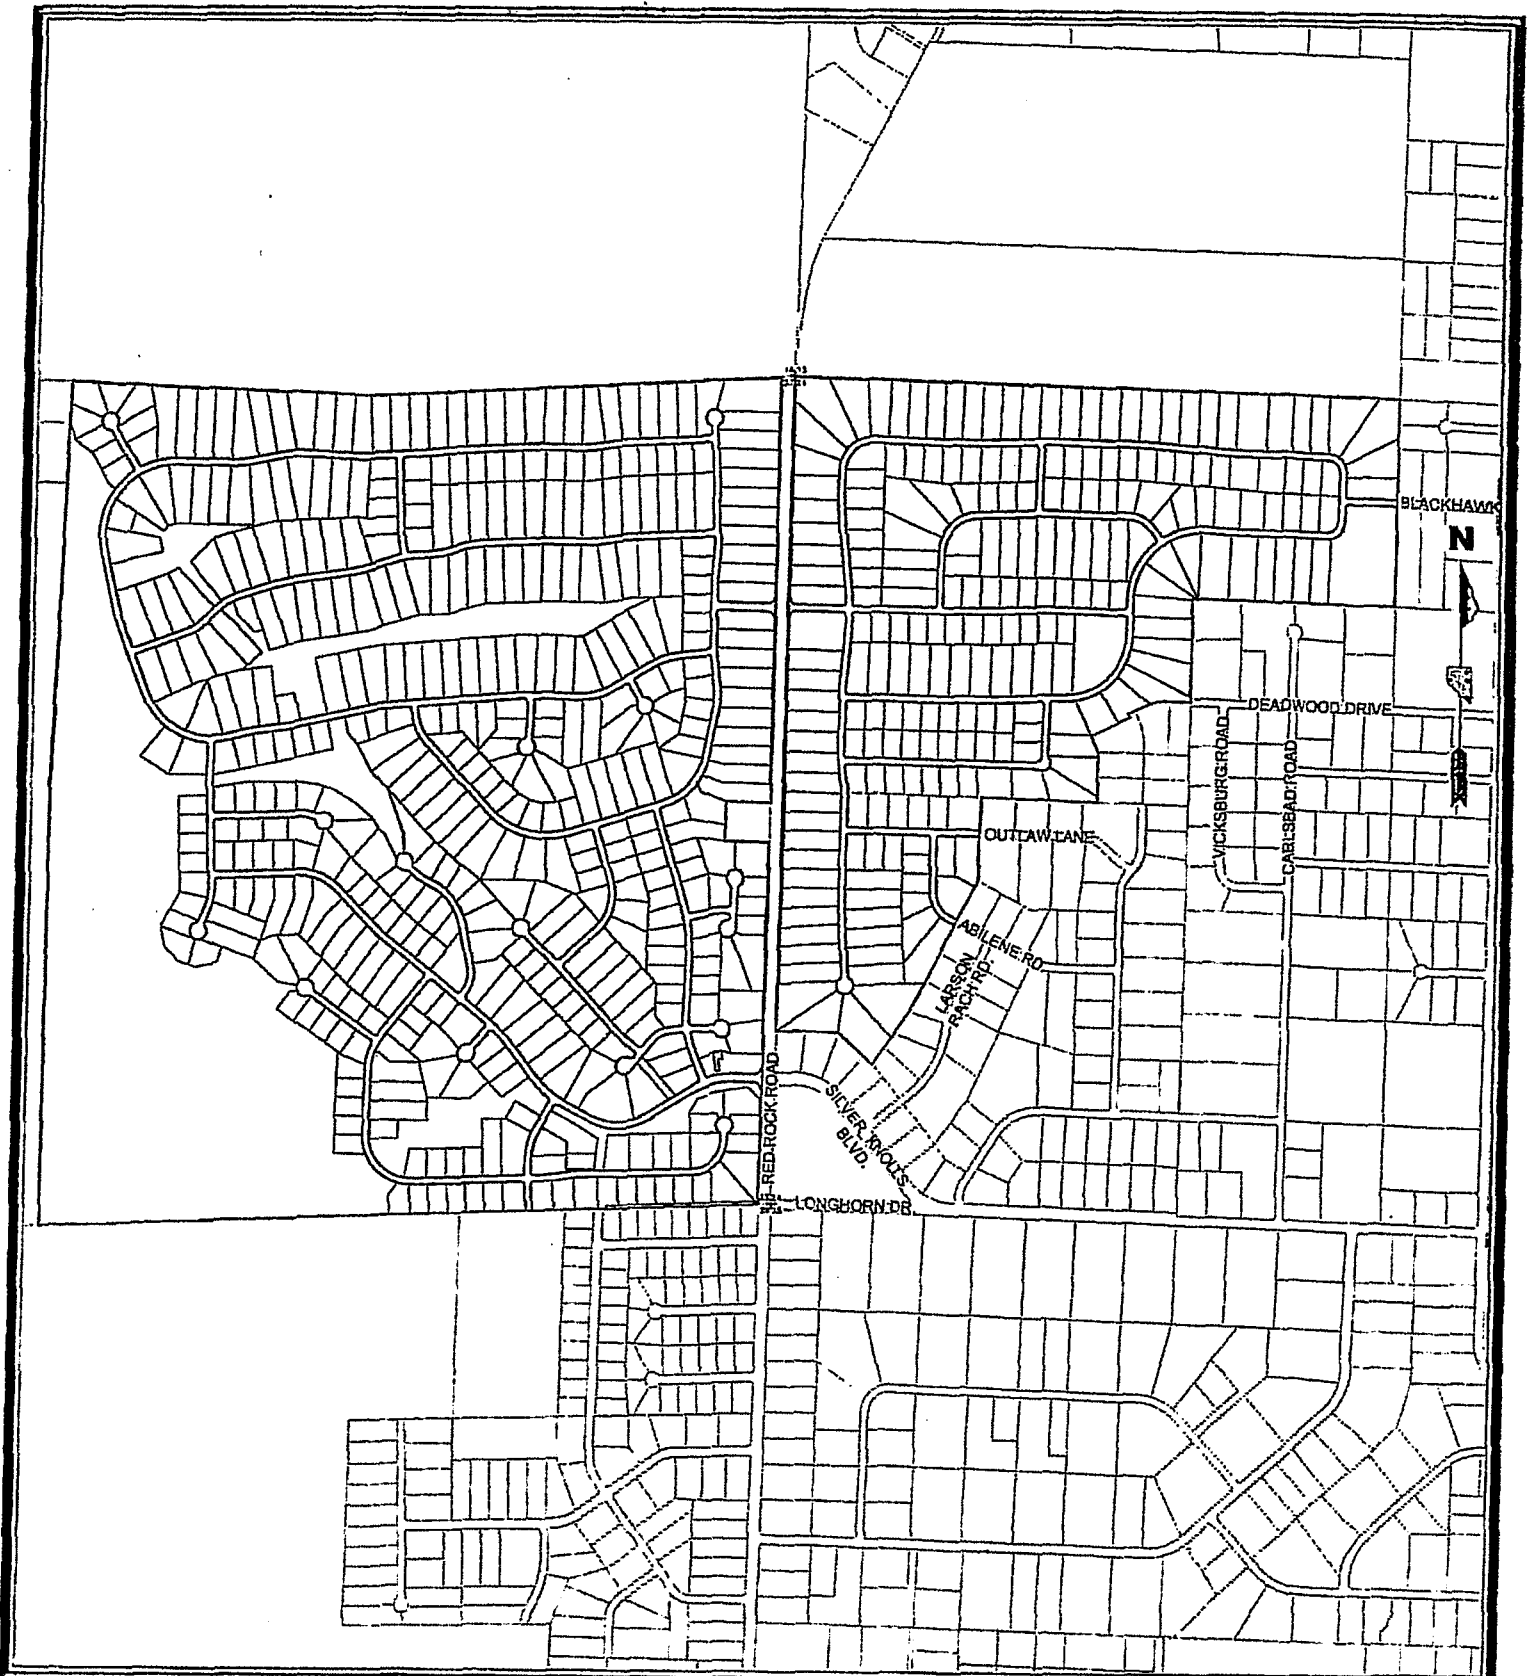 BLACKHAWK
N
DEADWOOD DRIVE
VICKSBURG ROAD
CARLSBAD ROAD
OUTLAW LANE
ABILENE RD.
LARSON
RACH RD.
RED ROCK ROAD
SILVER KNOLLS
BLVD.
LONGHORN DR.